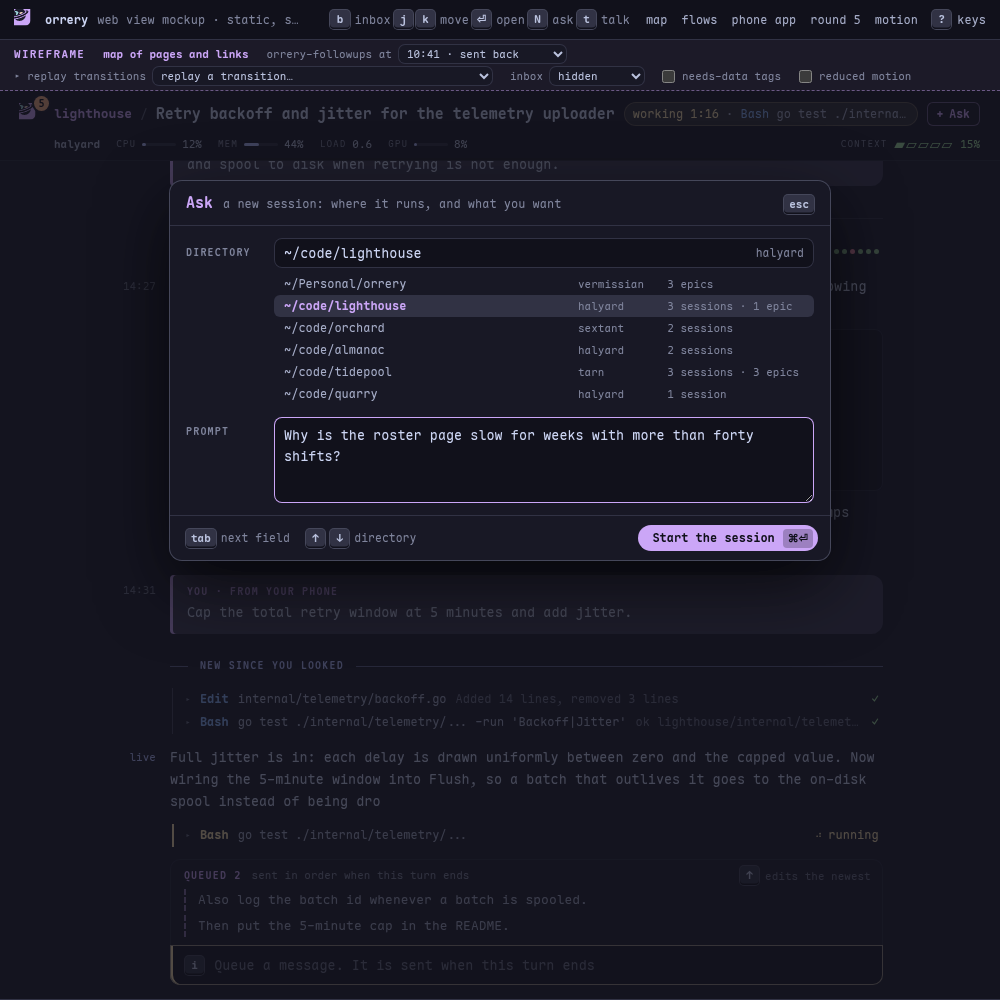 orrery web view mockup · static, s… b inbox j k move ⏎ open N ask t talk map flows phone app round 5 motion ? keys
WIREFRAME map of pages and links orrery-followups at 10:41 · sent back
▸ replay transitions replay a transition… inbox hidden needs-data tags reduced motion
5 lighthouse / Retry backoff and jitter for the telemetry uploader working 1:16 · Bash go test ./interna… + Ask
halyard CPU 12% MEM 44% LOAD 0.6 GPU 8% CONTEXT 15%
and spool to disk when retrying is not enough.
Ask a new session: where it runs, and what you want esc
DIRECTORY ~/code/lighthouse halyard
14:27
~/Personal/orrery vermissian 3 epics
~/code/lighthouse halyard 3 sessions · 1 epic
~/code/orchard sextant 2 sessions
~/code/almanac halyard 2 sessions
~/code/tidepool tarn 3 sessions · 3 epics
~/code/quarry halyard 1 session
PROMPT Why is the roster page slow for weeks with more than forty
shifts?
tab next field ↑ ↓ directory Start the session ⌘⏎
14:31 YOU · FROM YOUR PHONE
Cap the total retry window at 5 minutes and add jitter.
NEW SINCE YOU LOOKED
▸ Edit internal/telemetry/backoff.go Added 14 lines, removed 3 lines ✓
▸ Bash go test ./internal/telemetry/... -run 'Backoff|Jitter' ok lighthouse/internal/telemet… ✓
live Full jitter is in: each delay is drawn uniformly between zero and the capped value. Now
wiring the 5-minute window into Flush, so a batch that outlives it goes to the on-disk
spool instead of being dro
▸ Bash go test ./internal/telemetry/... running
QUEUED 2 sent in order when this turn ends ↑ edits the newest
Also log the batch id whenever a batch is spooled.
Then put the 5-minute cap in the README.
i Queue a message. It is sent when this turn ends